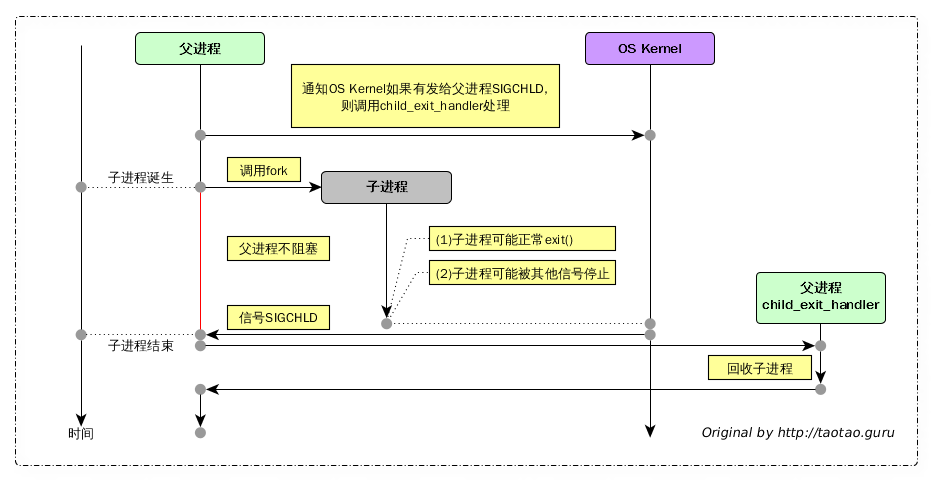 父进程
OS Kernel
通知OS Kernel如果有发给父进程SIGCHLD,
则调用child_exit_handler处理
调用fork
子进程诞生
子进程
(1)子进程可能正常exit()
父进程不阻塞
(2)子进程可能被其他信号停止
父进程
child_exit_handler
信号SIGCHLD
子进程结束
回收子进程
时间
Original by http://taotao.guru